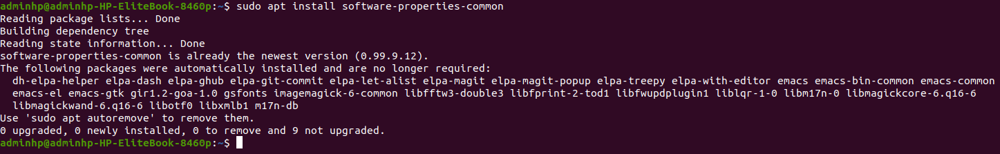 adminhp@adminhp-HP-EliteBook-8460p:~$ sudo apt install software-properties-common
Reading package lists... Done
Building dependency tree
Reading state information... Done
software-properties-common is already the newest version (0.99.9.12).
The following packages were automatically installed and are no longer required:
  dh-elpa-helper elpa-dash elpa-ghub elpa-git-commit elpa-let-alist elpa-magit elpa-magit-popup elpa-treepy elpa-with-editor emacs emacs-bin-common emacs-common
  emacs-el emacs-gtk gir1.2-goa-1.0 gsfonts imagemagick-6-common libfftw3-double3 libfprint-2-tod1 libfwupdplugin1 liblqr-1-0 libm17n-0 libmagickcore-6.q16-6
  libmagickwand-6.q16-6 libotf0 libxmlb1 m17n-db
Use 'sudo apt autoremove' to remove them.
0 upgraded, 0 newly installed, 0 to remove and 9 not upgraded.
adminhp@adminhp-HP-EliteBook-8460p:~$